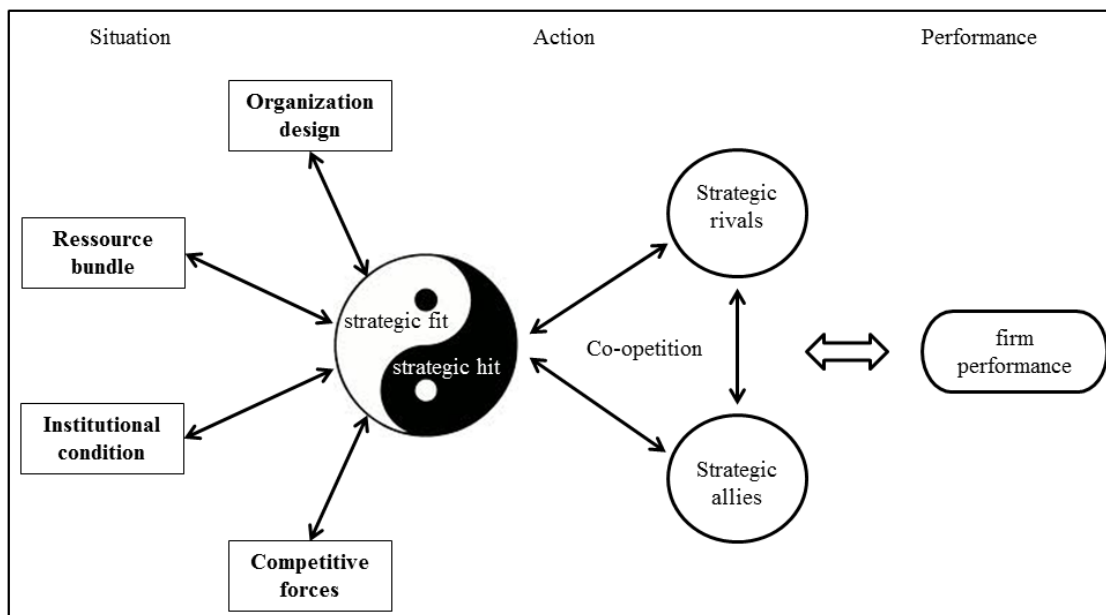 Situation
Action
Performance
Organization
design
Ressource
bundle
Institutional
condition
Competitive
forces
strategic fit
strategic hit
Strategic
rivals
Co-opetition
Strategic
allies
firm
performance